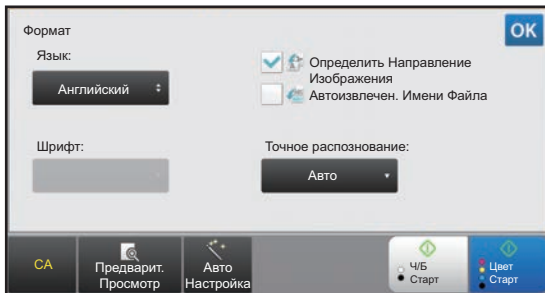 Формат
OK
Язык:
Английский
Определить Направление
Изображения
Автоизвлечен. Имени Файла
Шрифт:
Точное распознование:
Авто
CA
Предварит.
Просмотр
Авто
Настройка
Ч/Б
Старт
Цвет
Старт